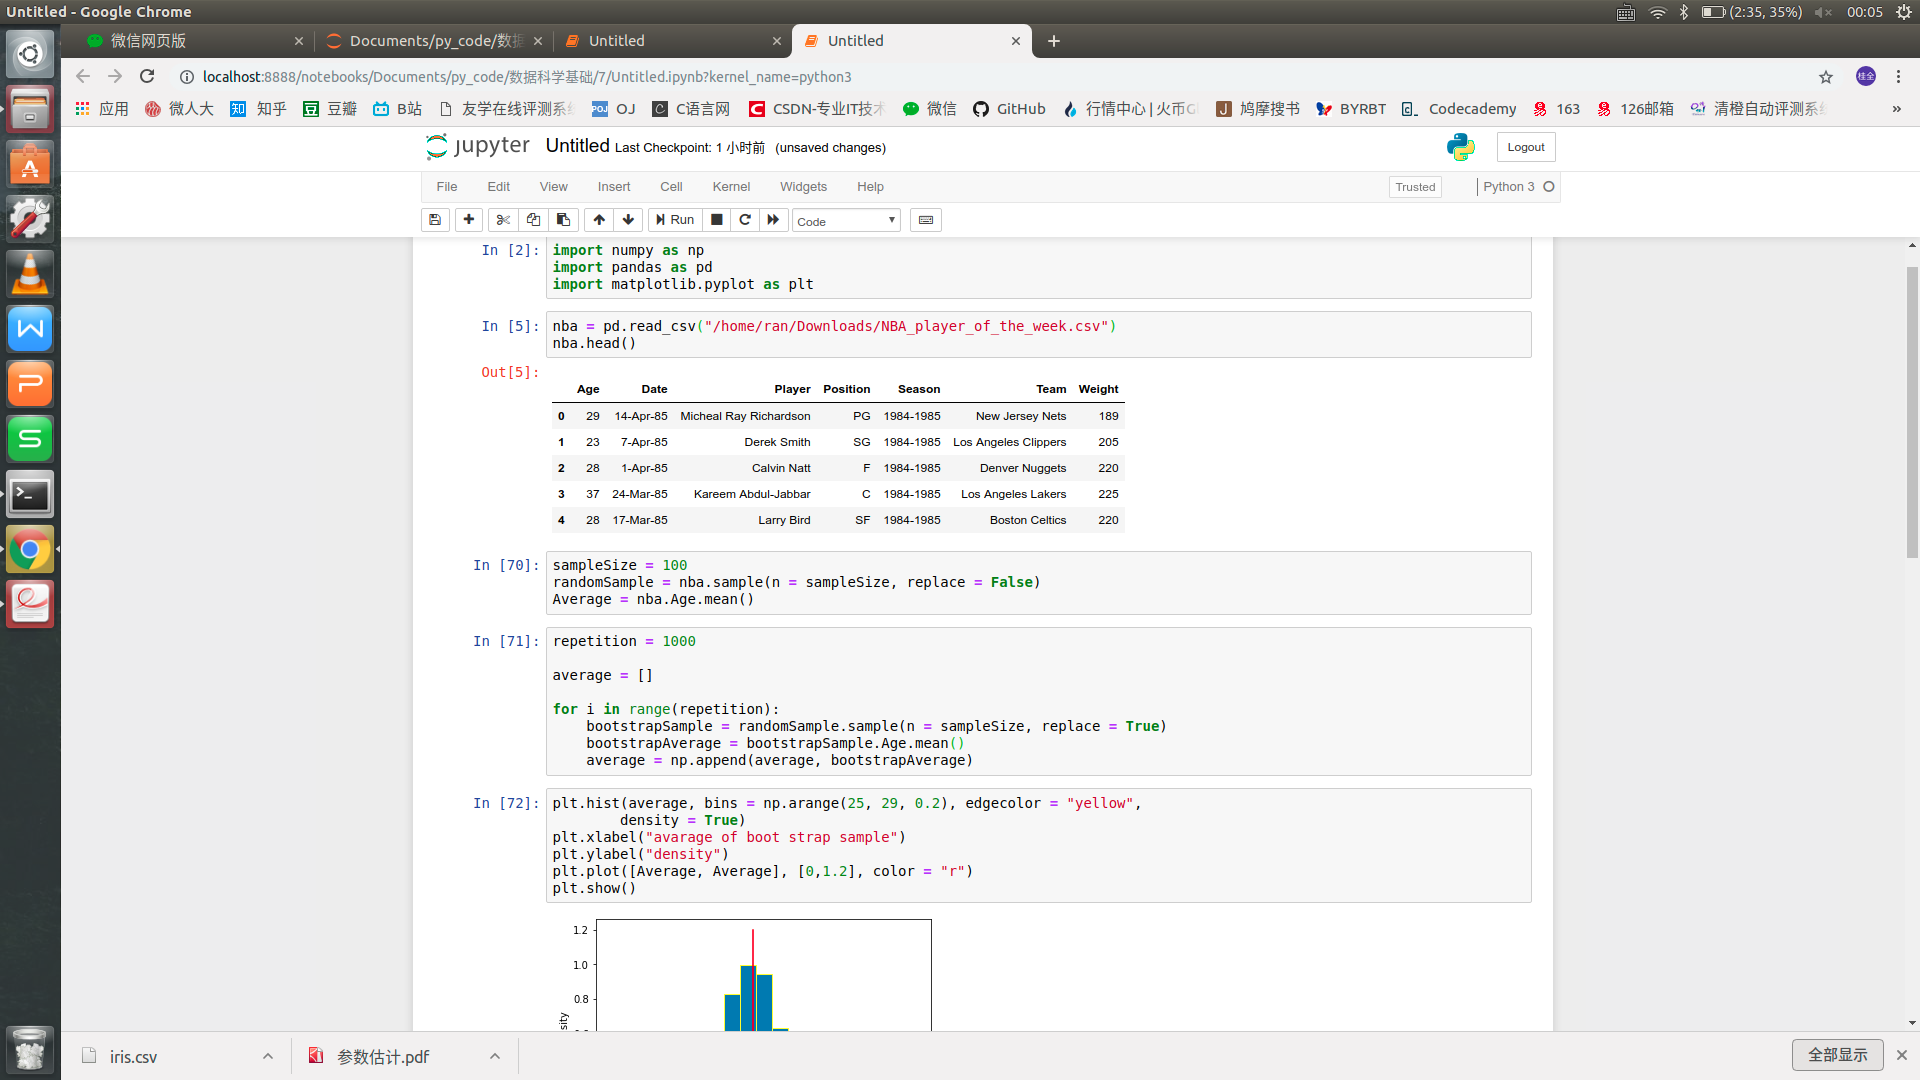 Untitled - Google Chrome
(2:35, 35%) 00:05
微信网页版
Documents/py_code/数据
Untitled
Untitled
localhost:8888/notebooks/Documents/py_code/数据科学基础/7/Untitled.ipynb?kernel_name=python3
桂全
应用 微人大 知乎 豆瓣 B站 友学在线评测系统 OJ C语言网 CSDN-专业IT技术 微信 GitHub 行情中心 | 火币Gl 鸠摩搜书 BYRBT Codecademy 163 126邮箱 清橙自动评测系统 »
jupyter Untitled Last Checkpoint: 1 小时前 (unsaved changes)
Logout
File Edit View Insert Cell Kernel Widgets Help
Trusted Python 3
Run Code
In [2]: import numpy as np
import pandas as pd
import matplotlib.pyplot as plt
In [5]: nba = pd.read_csv("/home/ran/Downloads/NBA_player_of_the_week.csv")
nba.head()
Out[5]:
Age Date Player Position Season Team Weight
0 29 14-Apr-85 Micheal Ray Richardson PG 1984-1985 New Jersey Nets 189
1 23 7-Apr-85 Derek Smith SG 1984-1985 Los Angeles Clippers 205
2 28 1-Apr-85 Calvin Natt F 1984-1985 Denver Nuggets 220
3 37 24-Mar-85 Kareem Abdul-Jabbar C 1984-1985 Los Angeles Lakers 225
4 28 17-Mar-85 Larry Bird SF 1984-1985 Boston Celtics 220
In [70]: sampleSize = 100
randomSample = nba.sample(n = sampleSize, replace = False)
Average = nba.Age.mean()
In [71]: repetition = 1000
average = []
for i in range(repetition):
bootstrapSample = randomSample.sample(n = sampleSize, replace = True)
bootstrapAverage = bootstrapSample.Age.mean()
average = np.append(average, bootstrapAverage)
In [72]: plt.hist(average, bins = np.arange(25, 29, 0.2), edgecolor = "yellow",
density = True)
plt.xlabel("avarage of boot strap sample")
plt.ylabel("density")
plt.plot([Average, Average], [0,1.2], color = "r")
plt.show()
1.2
1.0
0.8
iris.csv
参数估计.pdf
全部显示